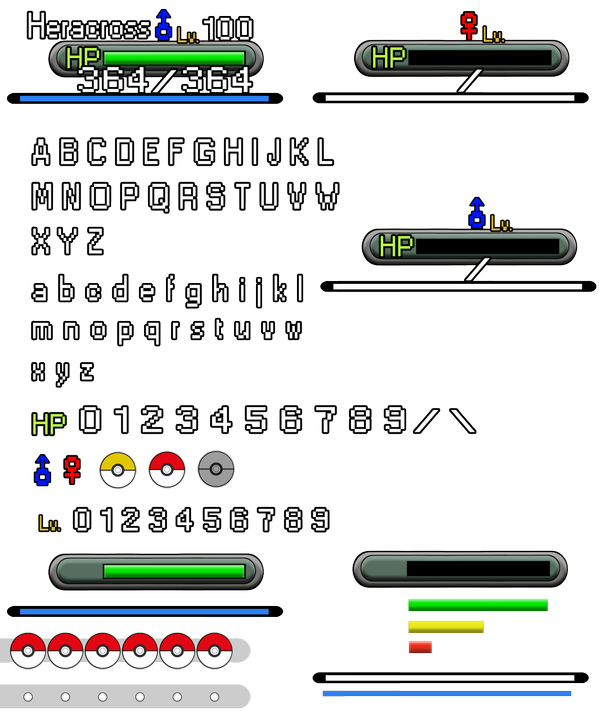 Heracross♂Lv.100
HP
364/364
♀Lv.
HP
/
ABCDEFGHIJKL
MNOPQRSTUVW
XYZ
♂Lv.
HP
/
abcdefghijkl
mnopqrstuvw
xyz
HP 0123456789/\
♂♀
Lv. 0123456789